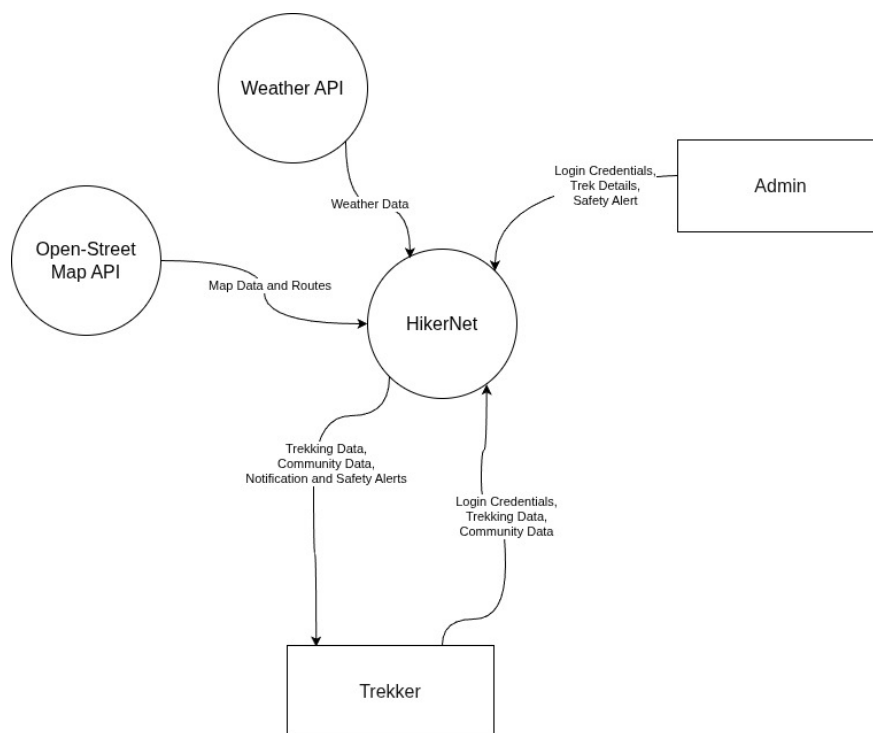 Weather API
Login Credentials,
Trek Details,
Safety Alert
Admin
Weather Data
Open-Street
Map API
Map Data and Routes
HikerNet
Trekking Data,
Community Data,
Notification and Safety Alerts
Login Credentials,
Trekking Data,
Community Data
Trekker